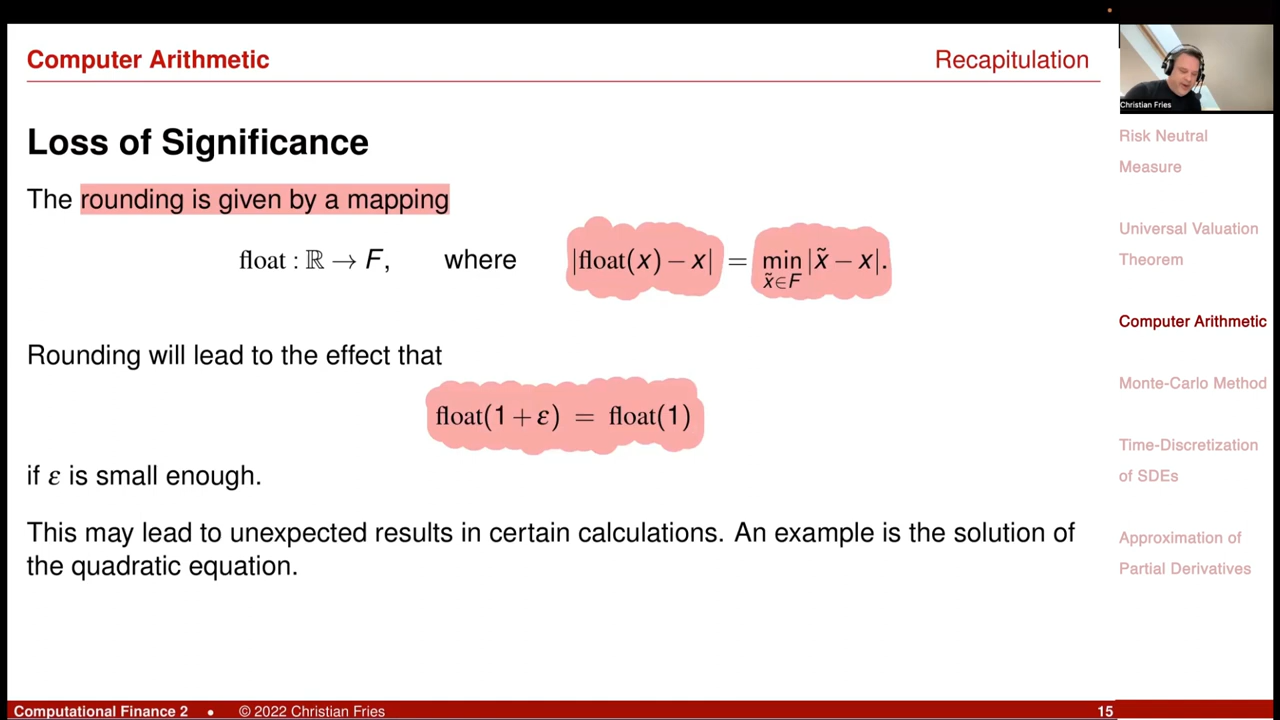 Computer Arithmetic
Recapitulation
Christian Fries
Loss of Significance
The rounding is given by a mapping
float : ℝ → F, where |float(x) − x| = min |x̃ − x|.
x̃∈F
Rounding will lead to the effect that
float(1 + ε) = float(1)
if ε is small enough.
This may lead to unexpected results in certain calculations. An example is the solution of
the quadratic equation.
Risk Neutral
Measure
Universal Valuation
Theorem
Computer Arithmetic
Monte-Carlo Method
Time-Discretization
of SDEs
Approximation of
Partial Derivatives
Computational Finance 2 • © 2022 Christian Fries
15